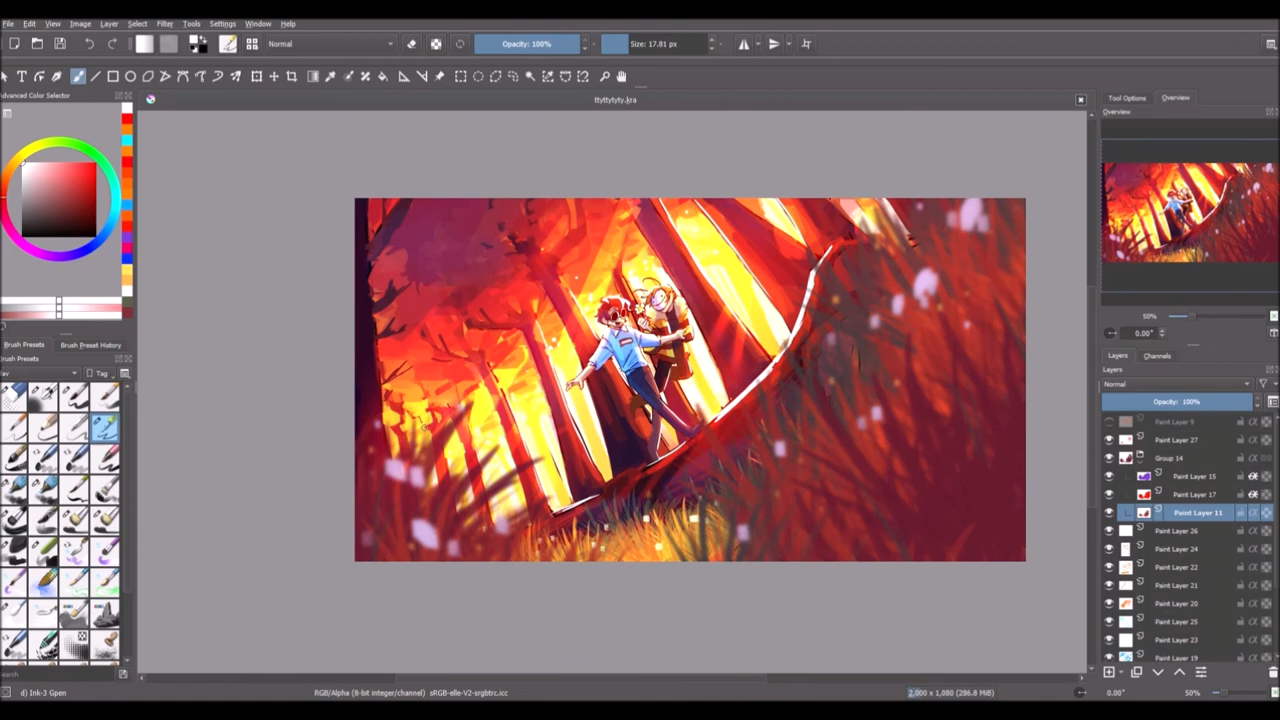 File Edit View Image Layer Select Filter Tools Settings Window Help
Normal Opacity: 100% Size: 17.81 px
Advanced Color Selector
ttyttytyty.kra
Tool Options Overview
Overview
50%
0.00°
Brush Presets Brush Preset History
Brush Presets
Tag
Layers Channels
Layers
Normal
Opacity: 100%
Paint Layer 9
Paint Layer 27
Group 14
Paint Layer 15
Paint Layer 17
Paint Layer 11
Paint Layer 26
Paint Layer 24
Paint Layer 22
Paint Layer 21
Paint Layer 20
Paint Layer 25
Paint Layer 23
Paint Layer 19
d) Ink-3 Gpen RGB/Alpha (8-bit integer/channel) sRGB-elle-V2-srgbtrc.icc 2,000 x 1,080 (286.8 MiB) 0.00° 50%